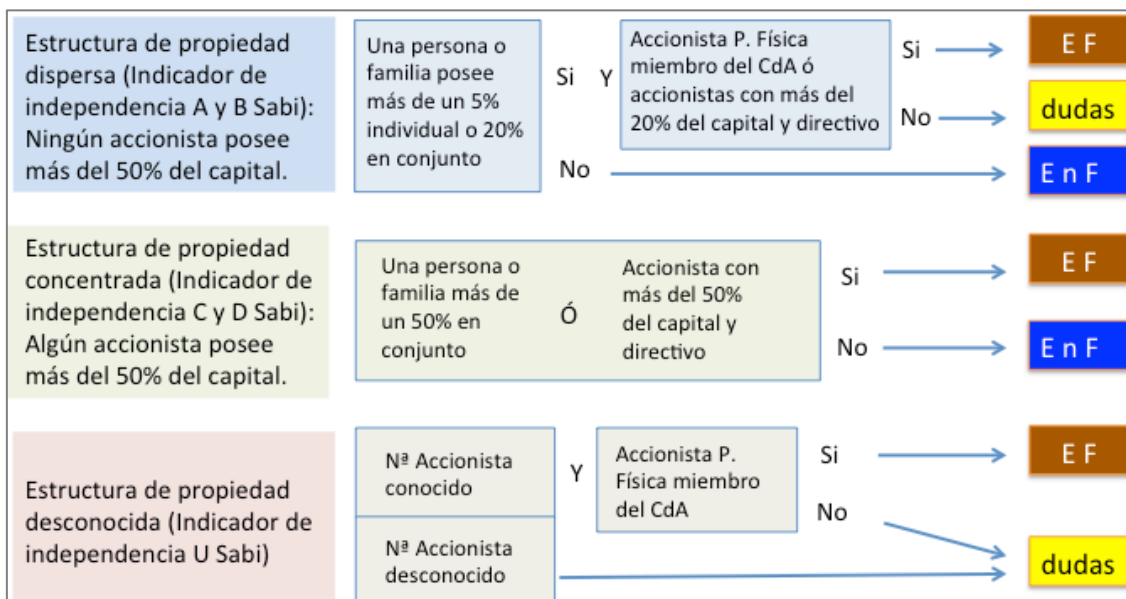 Estructura de propiedad
dispersa (Indicador de
independencia A y B Sabi):
Ningún accionista posee
más del 50% del capital.
Una persona o
familia posee
más de un 5%
individual o 20%
en conjunto
Si
Y
No
Accionista P. Física
miembro del CdA ó
accionistas con más del
20% del capital y directivo
Si
No
E F
dudas
E n F
Estructura de propiedad
concentrada (Indicador de
independencia C y D Sabi):
Algún accionista posee
más del 50% del capital.
Una persona o
familia más de
un 50% en
conjunto
Ó
Accionista con
más del 50%
del capital y
directivo
Si
No
E F
E n F
Estructura de propiedad
desconocida (Indicador de
independencia U Sabi)
Nª Accionista
conocido
Y
Accionista P.
Física miembro
del CdA
Si
No
E F
Nª Accionista
desconocido
dudas